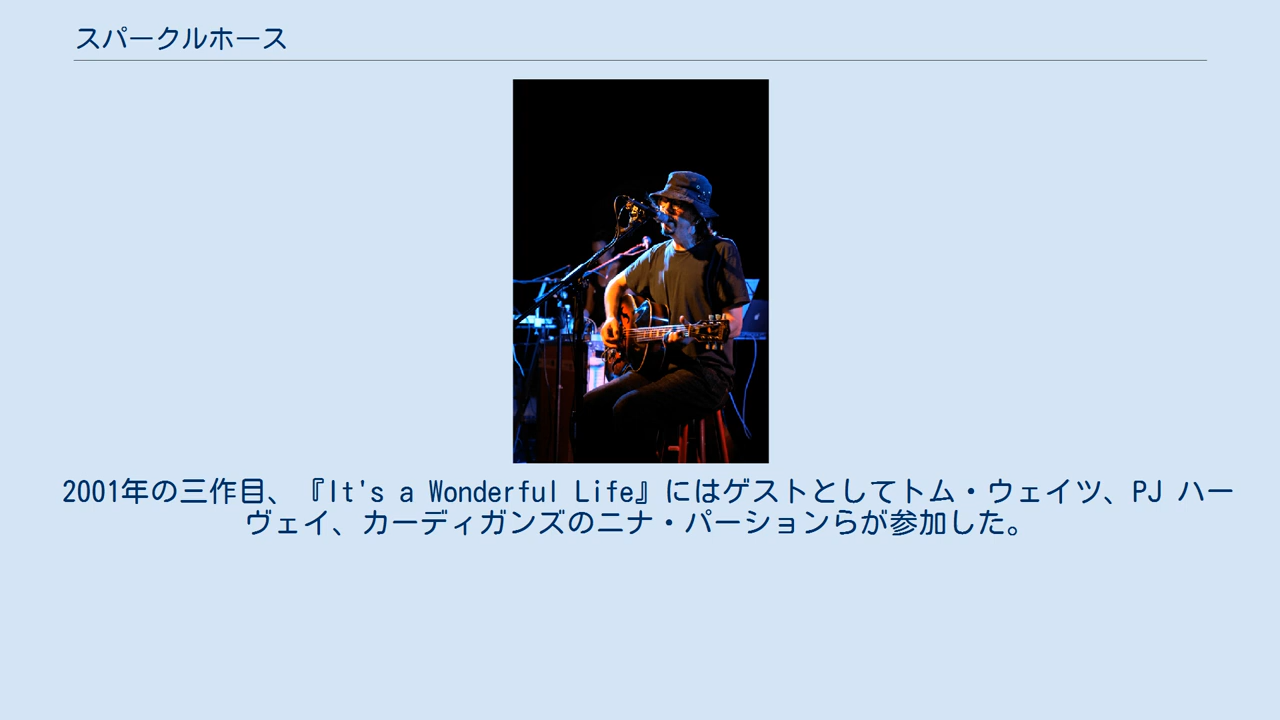 スパークルホース
2001年の三作目、『It's a Wonderful Life』にはゲストとしてトム・ウェイツ、PJ ハー
ヴェイ、カーディガンズのニナ・パーションらが参加した。